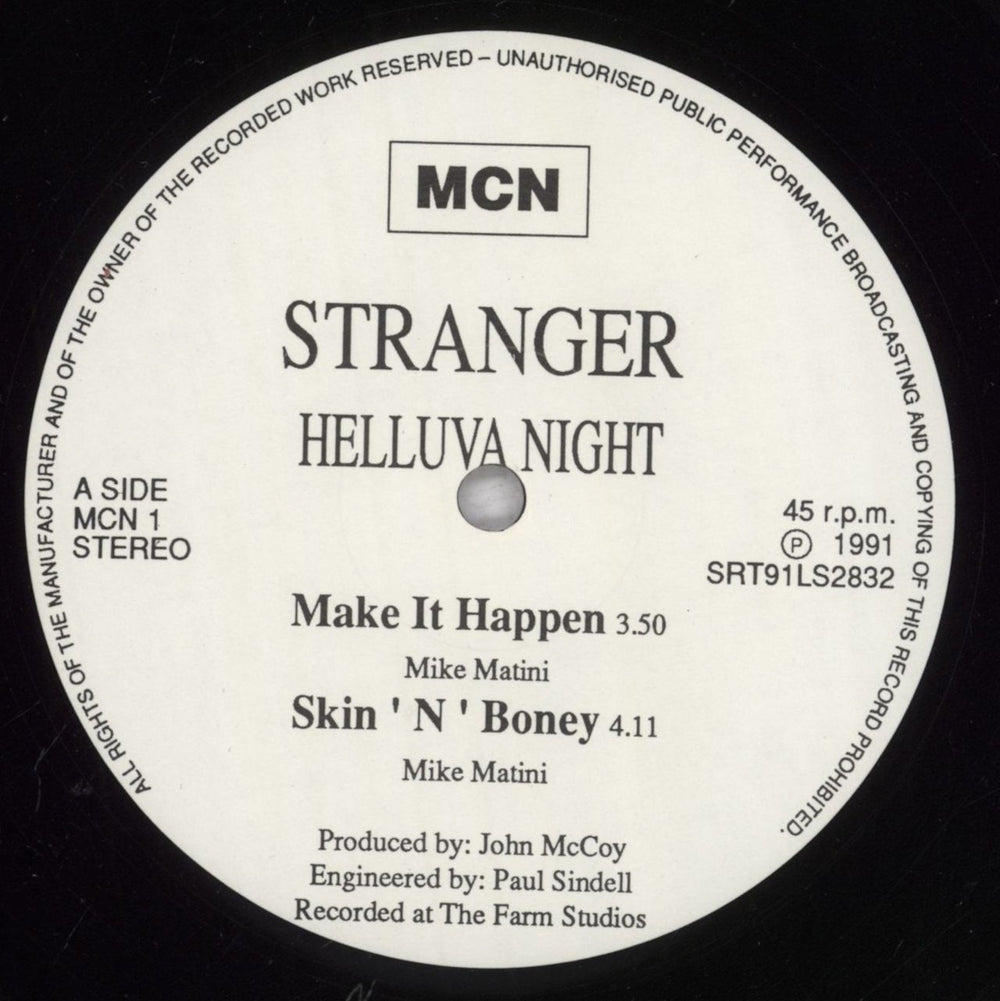 ALL RIGHTS OF THE MANUFACTURER AND OF THE OWNER OF THE RECORDED WORK RESERVED – UNAUTHORISED PUBLIC PERFORMANCE BROADCASTING AND COPYING OF THIS RECORD PROHIBITED.
MCN
STRANGER
HELLUVA NIGHT
A SIDE
MCN 1
STEREO
45 r.p.m.
Ⓟ 1991
SRT91LS2832
Make It Happen 3.50
Mike Matini
Skin ' N ' Boney 4.11
Mike Matini
Produced by: John McCoy
Engineered by: Paul Sindell
Recorded at The Farm Studios